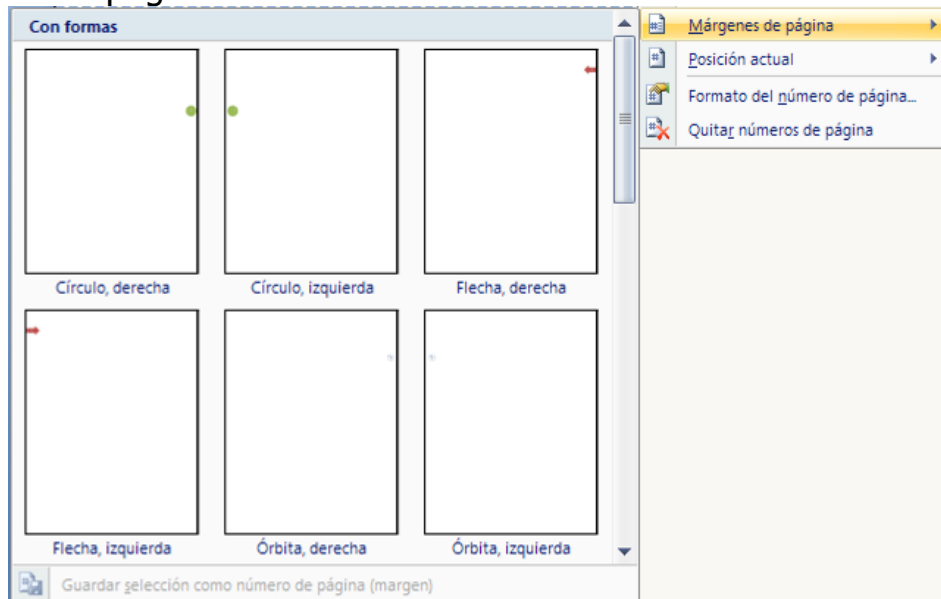 Con formas
Círculo, derecha
Círculo, izquierda
Flecha, derecha
Flecha, izquierda
Órbita, derecha
Órbita, izquierda
Guardar selección como número de página (margen)
Márgenes de página
Posición actual
Formato del número de página...
Quitar números de página